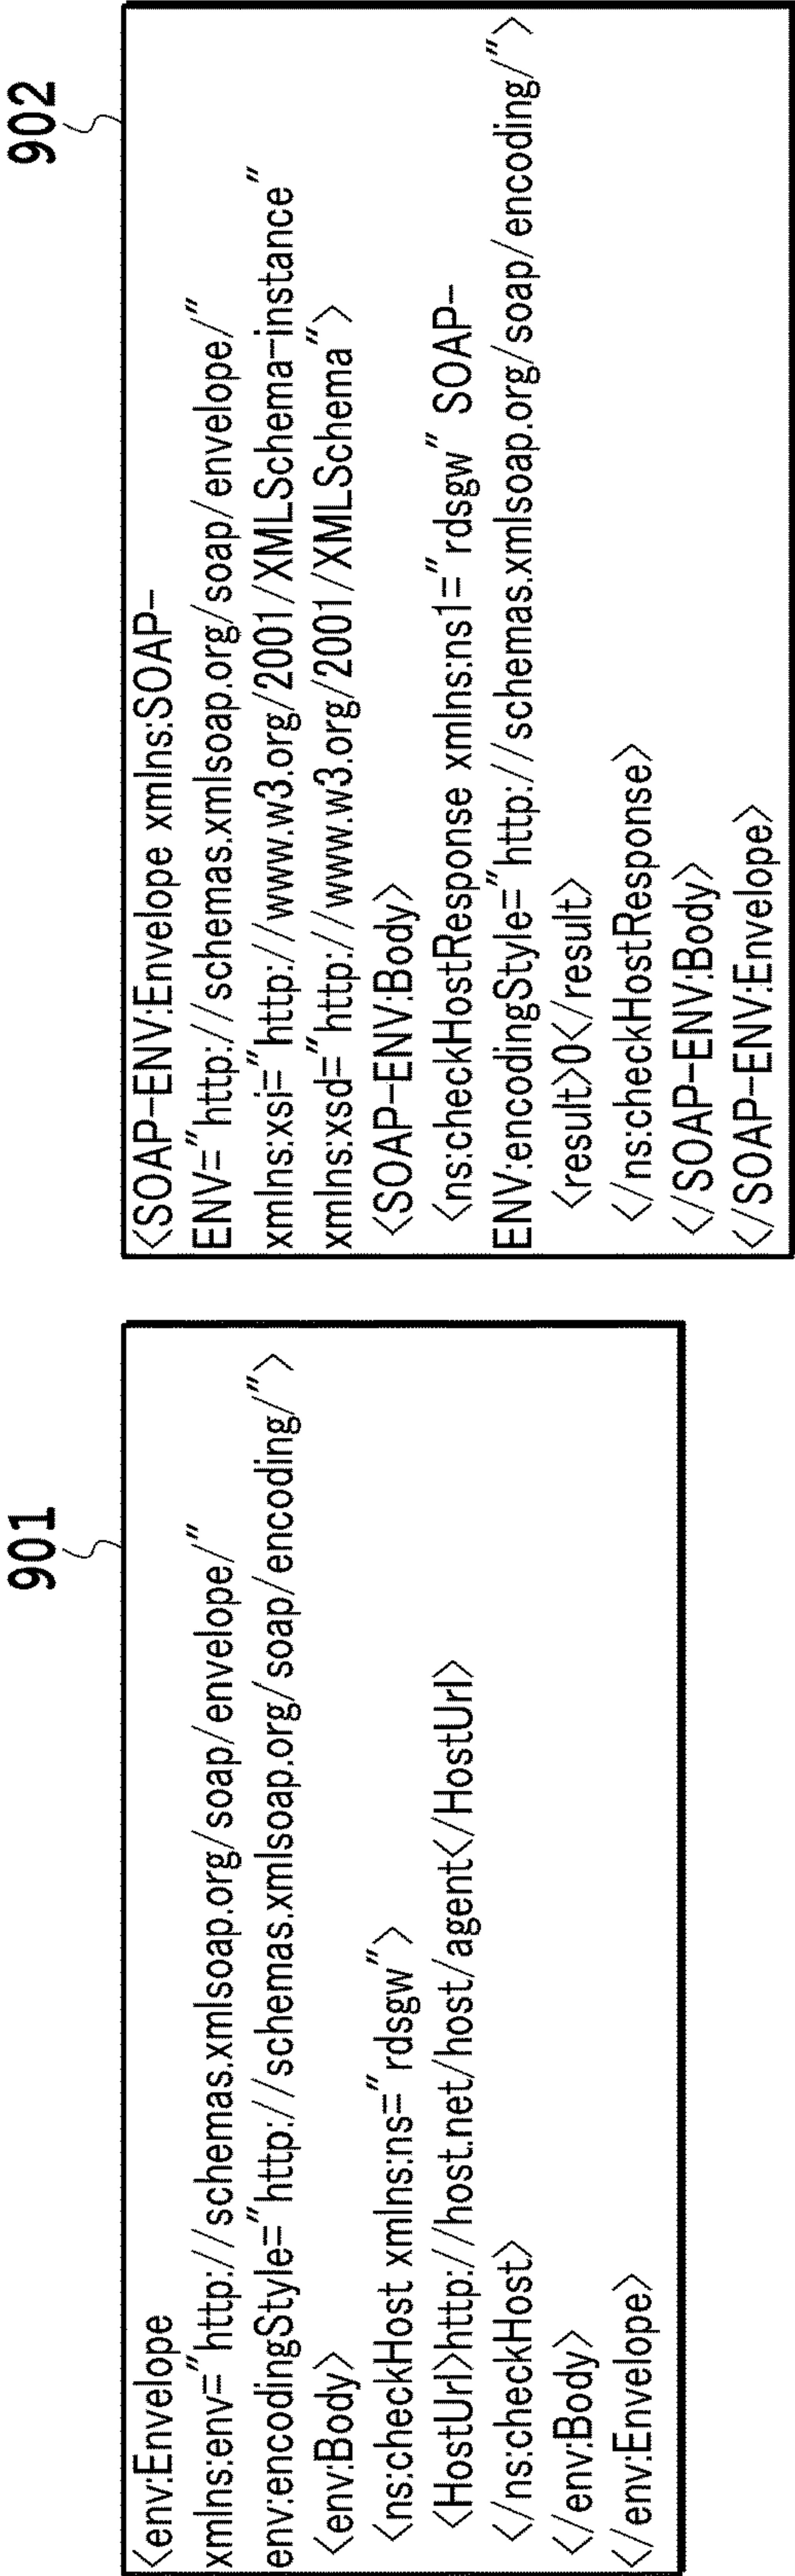 901
<env:Envelope
xmlns:env="http://schemas.xmlsoap.org/soap/envelope/"
env:encodingStyle="http://schemas.xmlsoap.org/soap/encoding/">
<env:Body>
<ns:checkHost xmlns:ns="rdsgw">
<HostUrl>http://host.net/host/agent</HostUrl>
</ns:checkHost>
</env:Body>
</env:Envelope>
902
<SOAP-ENV:Envelope xmlns:SOAP-
ENV="http://schemas.xmlsoap.org/soap/envelope/"
xmlns:xsi="http://www.w3.org/2001/XMLSchema-instance"
xmlns:xsd="http://www.w3.org/2001/XMLSchema">
<SOAP-ENV:Body>
<ns:checkHostResponse xmlns:ns1="rdsgw" SOAP-
ENV:encodingStyle="http://schemas.xmlsoap.org/soap/encoding/">
<result>0</result>
</ns:checkHostResponse>
</SOAP-ENV:Body>
</SOAP-ENV:Envelope>